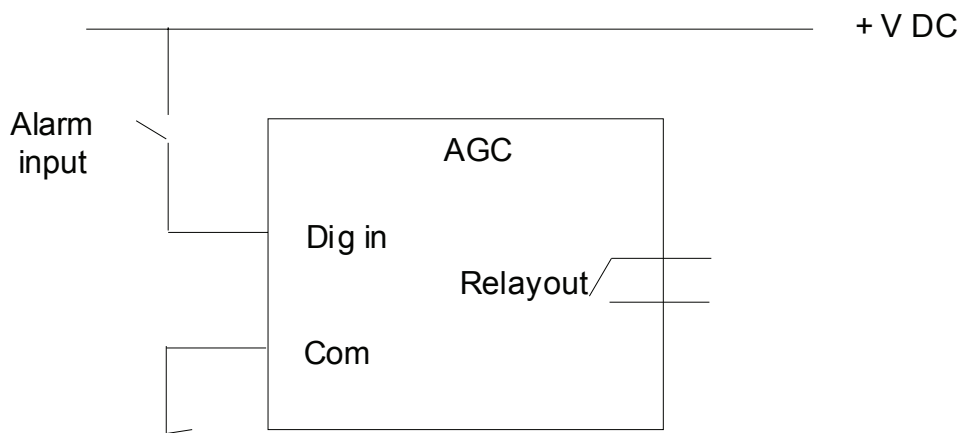 + V DC
Alarm
input
AGC
Dig in
Relayout
Com